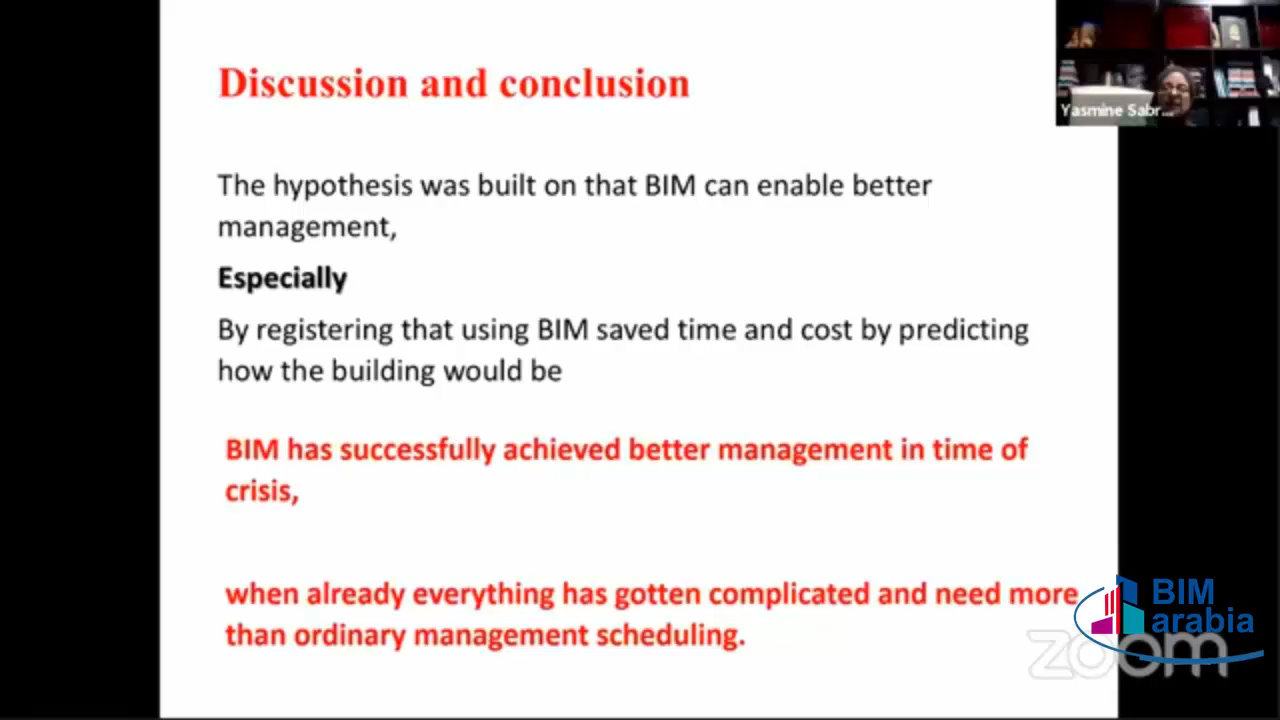 Discussion and conclusion
Yasmine Sabr...
The hypothesis was built on that BIM can enable better
management,
Especially
By registering that using BIM saved time and cost by predicting
how the building would be
BIM has successfully achieved better management in time of
crisis,
when already everything has gotten complicated and need more
than ordinary management scheduling.
BIM
arabia
zoom